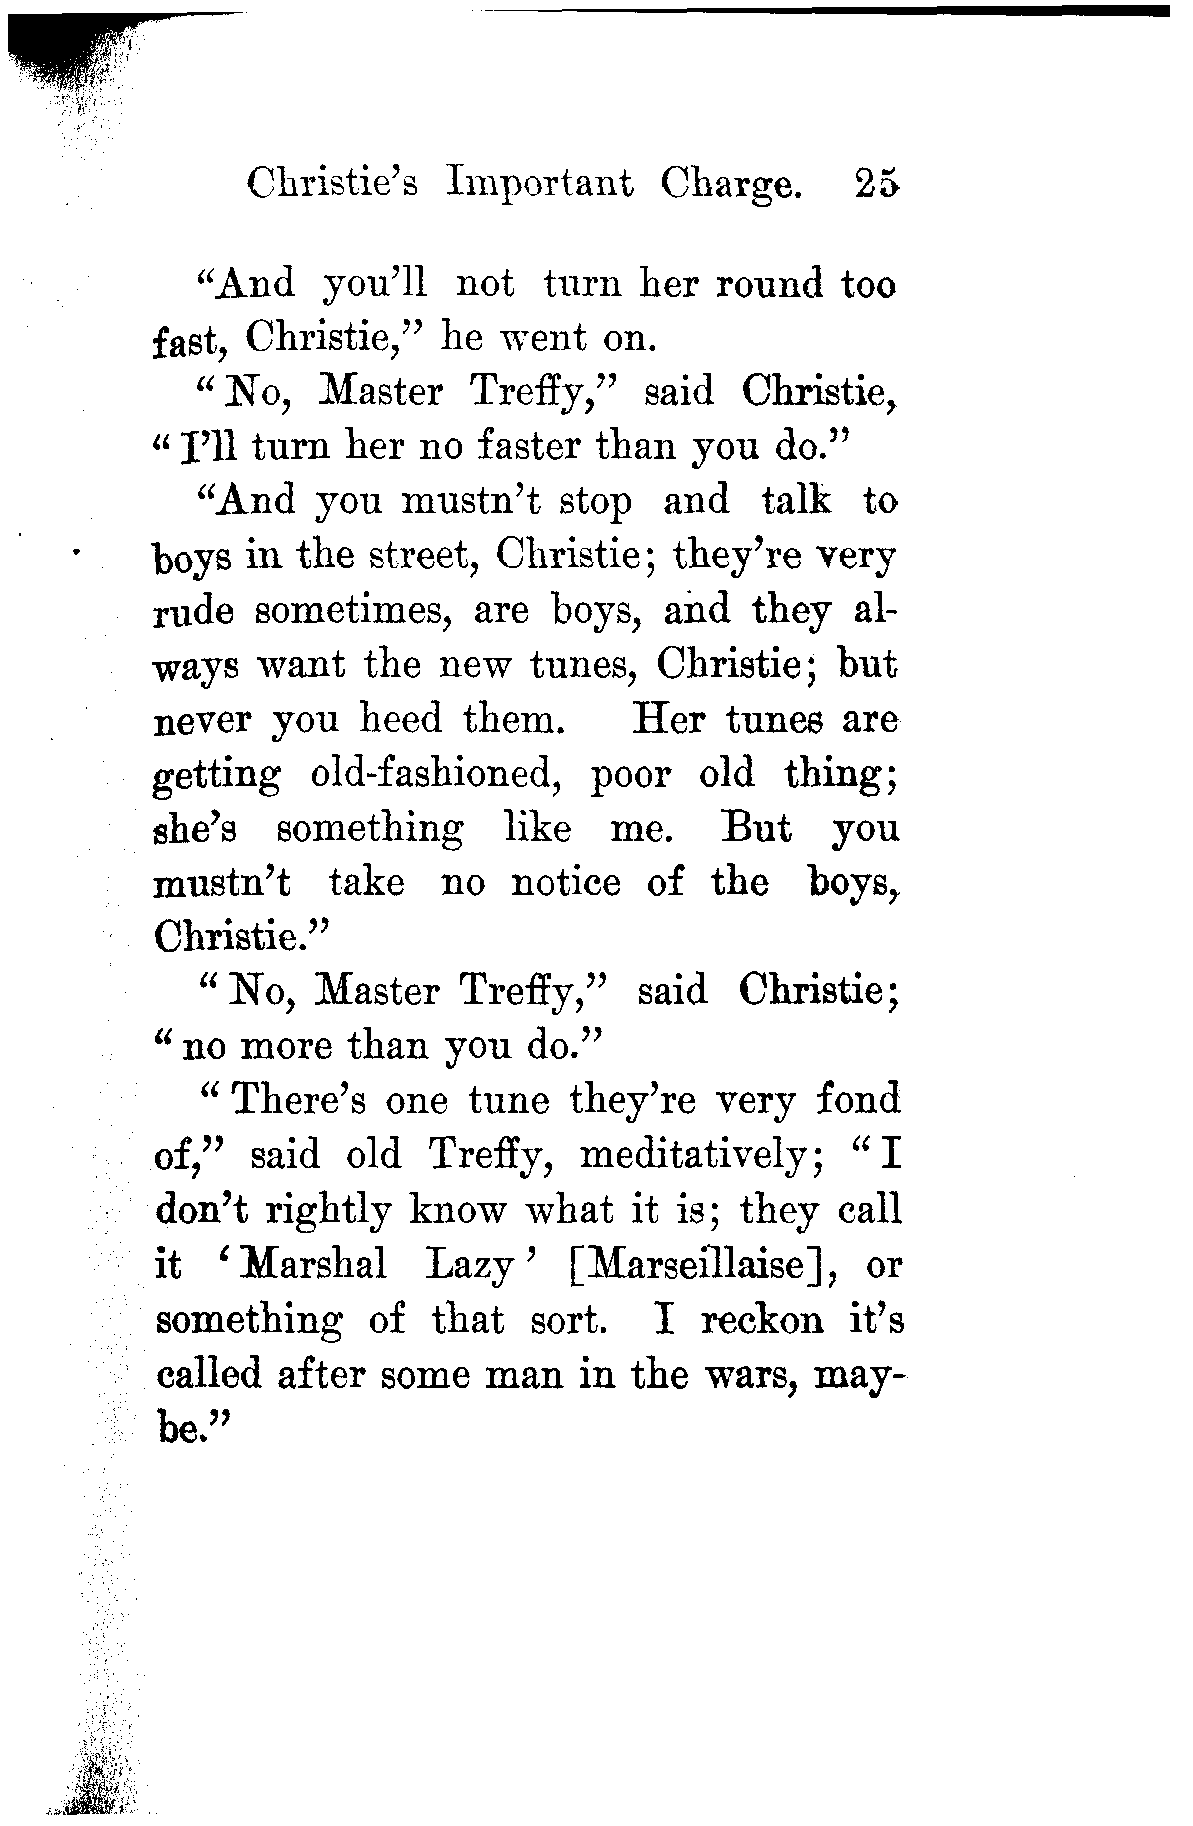 Christie's Important Charge. 25
"And you'll not turn her round too
fast, Christie," he went on.
"No, Master Treffy," said Christie,
"I'll turn her no faster than you do."
"And you mustn't stop and talk to
boys in the street, Christie; they're very
rude sometimes, are boys, and they al-
ways want the new tunes, Christie; but
never you heed them. Her tunes are
getting old-fashioned, poor old thing;
she's something like me. But you
mustn't take no notice of the boys,
Christie."
"No, Master Treffy," said Christie;
"no more than you do."
"There's one tune they're very fond
of," said old Treffy, meditatively; "I
don't rightly know what it is; they call
it 'Marshal Lazy' [Marseillaise], or
something of that sort. I reckon it's
called after some man in the wars, may-
be."